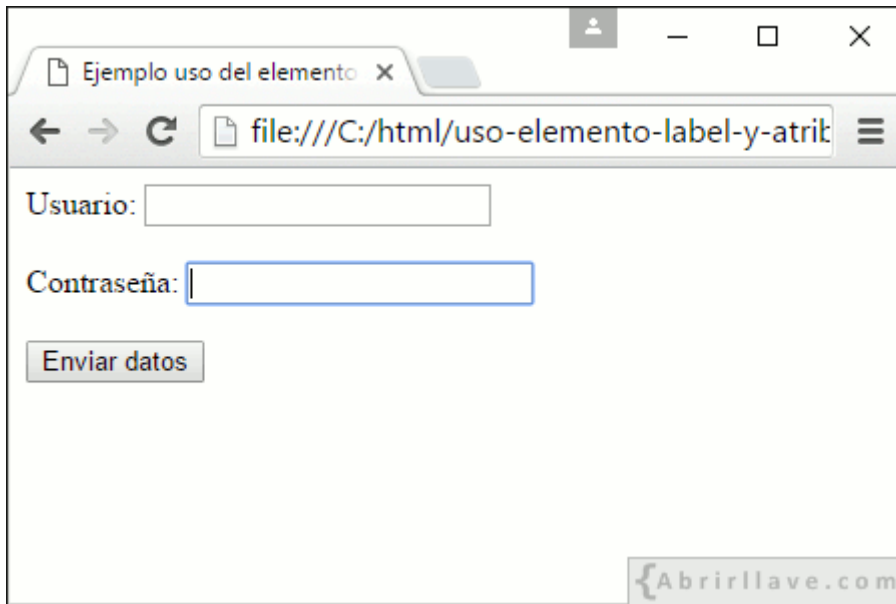 Ejemplo uso del elemento
file:///C:/html/uso-elemento-label-y-atrib
Usuario:
Contraseña:
Enviar datos
{Abrirllave.com